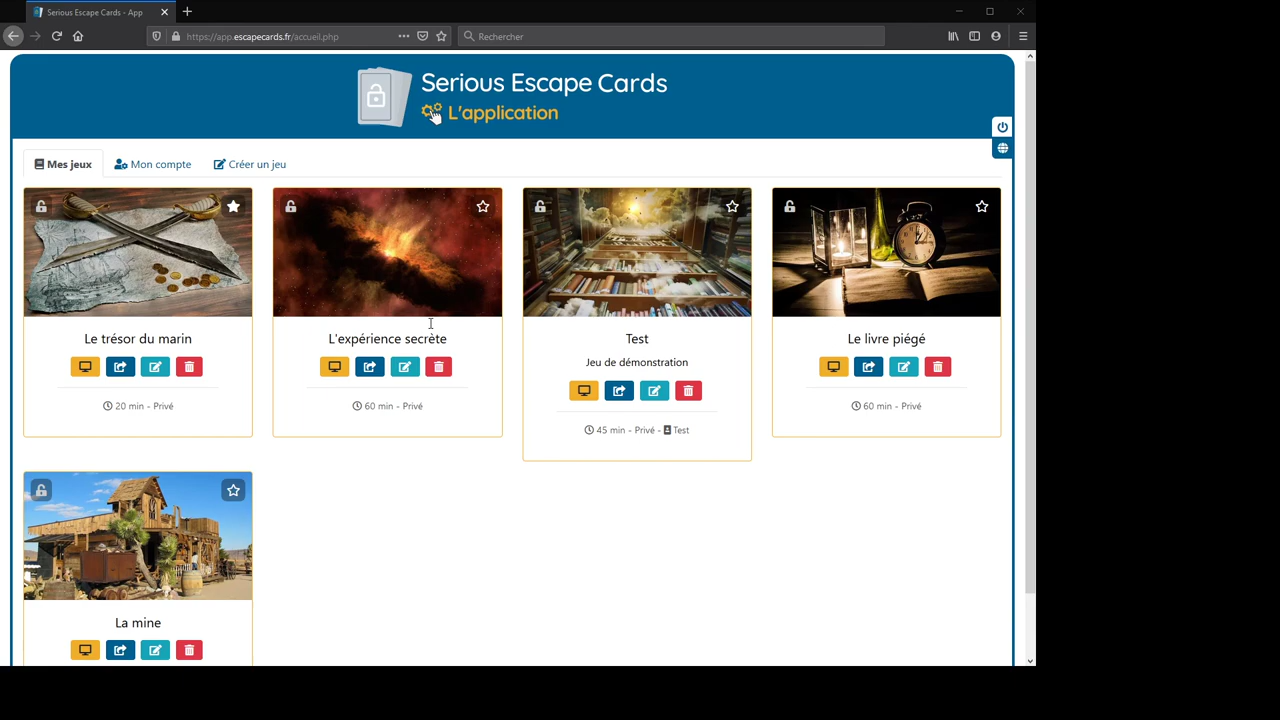 Serious Escape Cards - App
https://app.escapecards.fr/accueil.php
Rechercher
Serious Escape Cards
L'application
Mes jeux
Mon compte
Créer un jeu
Le trésor du marin
20 min - Privé
L'expérience secrète
60 min - Privé
Test
Jeu de démonstration
45 min - Privé - Test
Le livre piégé
60 min - Privé
La mine